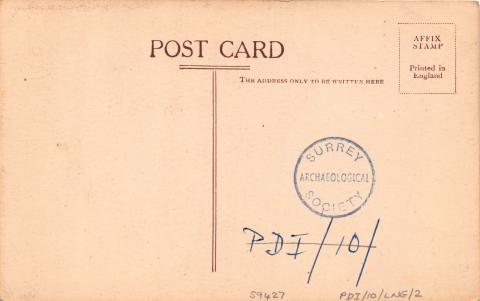 POST CARD
AFFIX
STAMP
Printed in
England
THE ADDRESS ONLY TO BE WRITTEN HERE
SURREY
ARCHAEOLOGICAL
SOCIETY
PDI/10/
59427
PDI/10/LNG/2